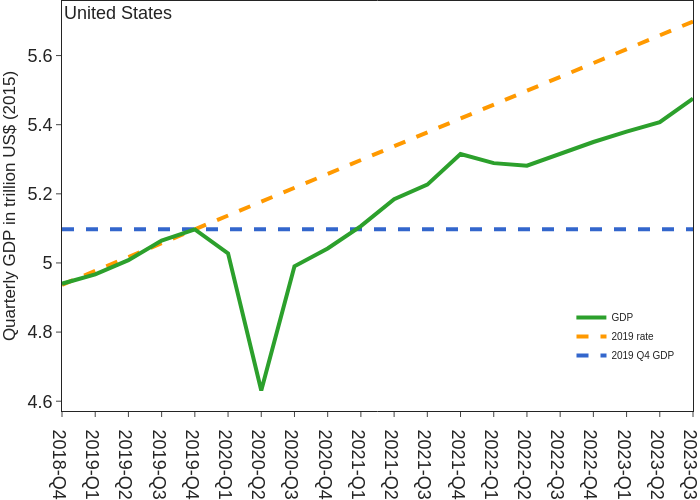 United States
Quarterly GDP in trillion US$ (2015)
5.6
5.4
5.2
5
4.8
4.6
GDP
2019 rate
2019 Q4 GDP
2018-Q4
2019-Q1
2019-Q2
2019-Q3
2019-Q4
2020-Q1
2020-Q2
2020-Q3
2020-Q4
2021-Q1
2021-Q2
2021-Q3
2021-Q4
2022-Q1
2022-Q2
2022-Q3
2022-Q4
2023-Q1
2023-Q2
2023-Q3